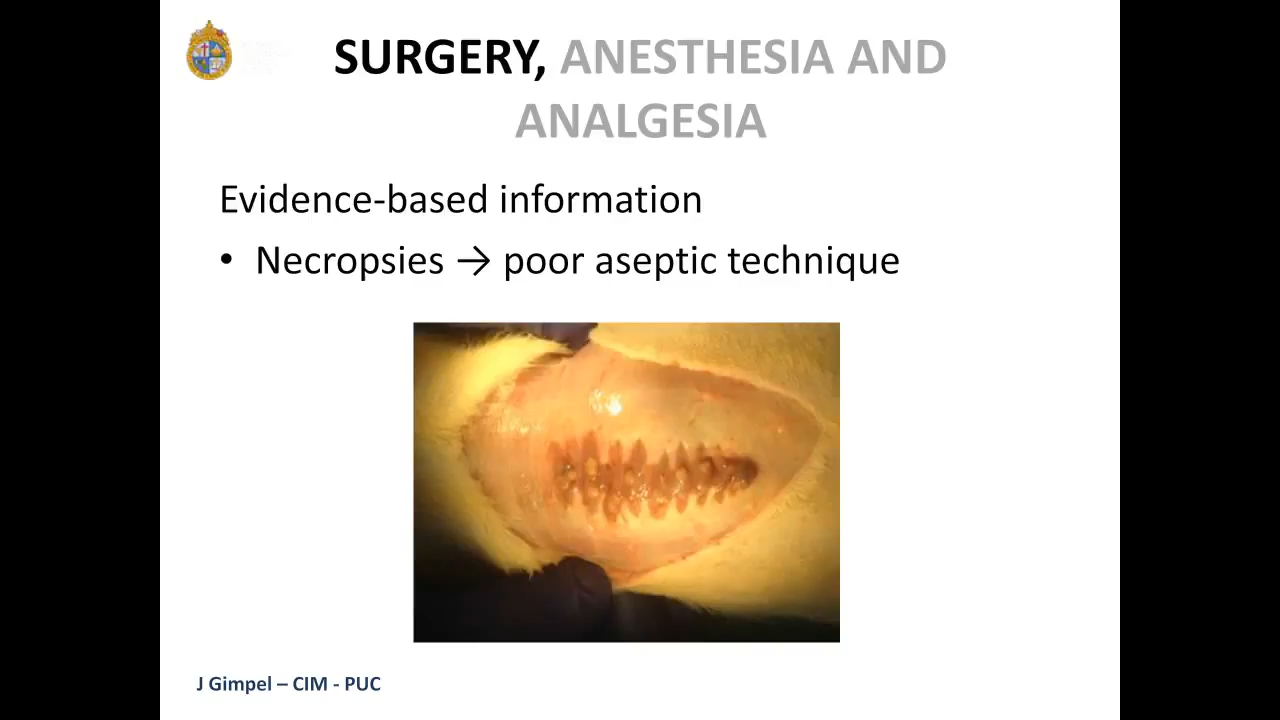 SURGERY, ANESTHESIA AND
ANALGESIA
Evidence-based information
• Necropsies → poor aseptic technique
J Gimpel – CIM - PUC